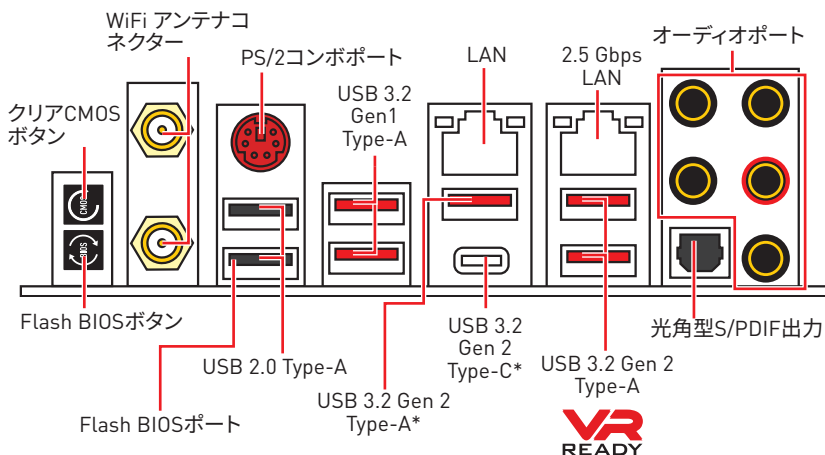 WiFi アンテナコ
ネクター
PS/2コンボポート
LAN
2.5 Gbps
LAN
オーディオポート
クリアCMOS
ボタン
USB 3.2
Gen1
Type-A
CMOS
BIOS
Flash BIOSボタン
USB 2.0 Type-A
Flash BIOSポート
USB 3.2 Gen 2
Type-A*
USB 3.2
Gen 2
Type-C*
USB 3.2 Gen 2
Type-A
光角型S/PDIF出力
VR
READY